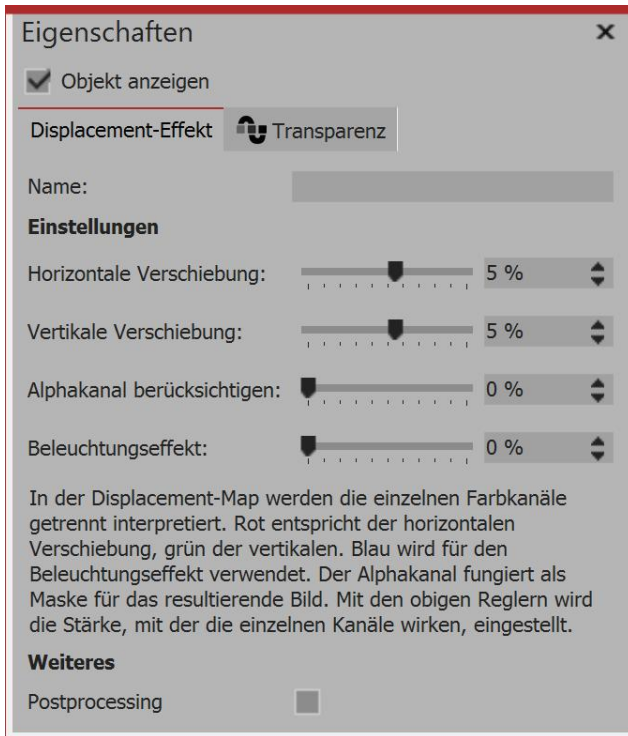 Eigenschaften
Objekt anzeigen
Displacement-Effekt Transparenz
Name:
Einstellungen
Horizontale Verschiebung: 5 %
Vertikale Verschiebung: 5 %
Alphakanal berücksichtigen: 0 %
Beleuchtungseffekt: 0 %
In der Displacement-Map werden die einzelnen Farbkanäle
getrennt interpretiert. Rot entspricht der horizontalen
Verschiebung, grün der vertikalen. Blau wird für den
Beleuchtungseffekt verwendet. Der Alphakanal fungiert als
Maske für das resultierende Bild. Mit den obigen Reglern wird
die Stärke, mit der die einzelnen Kanäle wirken, eingestellt.
Weiteres
Postprocessing